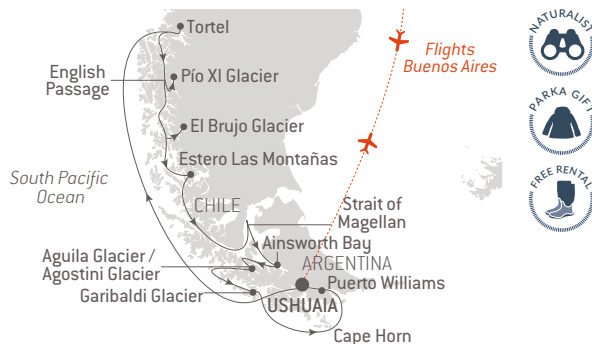 Tortel
English
Passage
Pío XI Glacier
El Brujo Glacier
Estero Las Montañas
South Pacific
Ocean
CHILE
Strait of
Magellan
Ainsworth Bay
ARGENTINA
Aguila Glacier /
Agostini Glacier
Garibaldi Glacier
Puerto Williams
USHUAIA
Cape Horn
Flights
Buenos Aires
NATURALIST
PARKA GIFT
FREE RENTAL